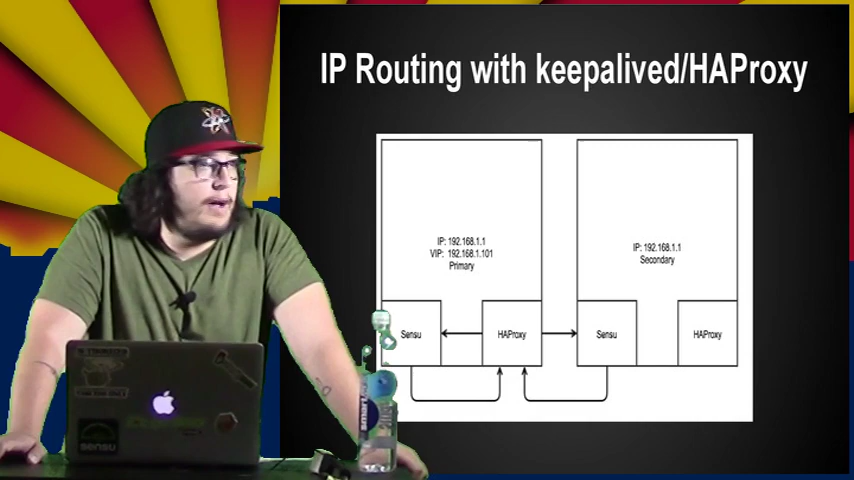 IP Routing with keepalived/HAProxy
IP: 192.168.1.1
VIP: 192.168.1.101
Primary
IP: 192.168.1.1
Secondary
Sensu
HAProxy
Sensu
HAProxy
sensu
smart